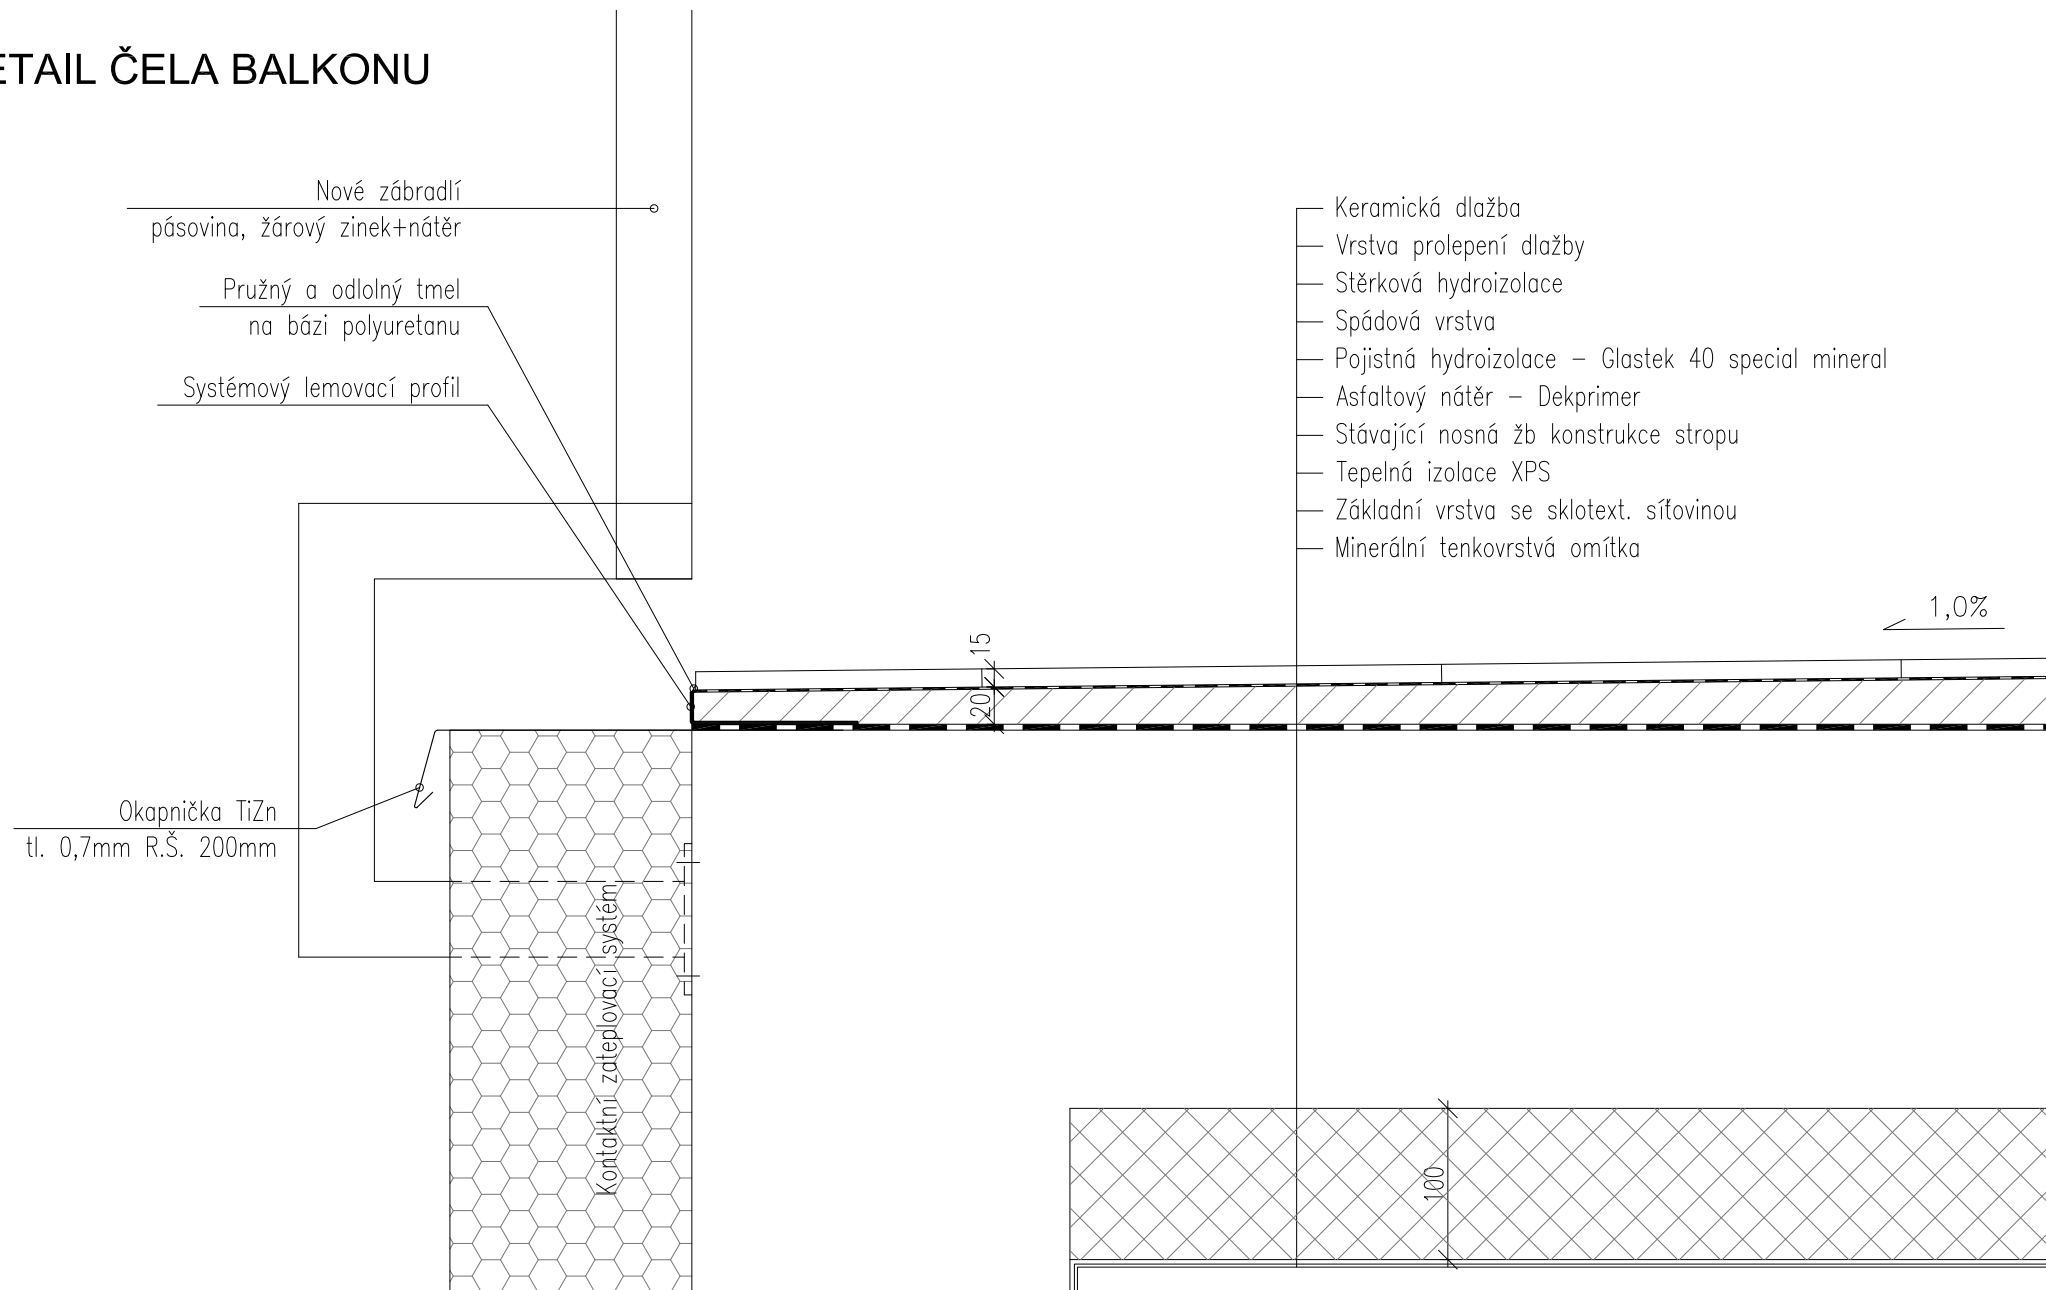 ETAIL ČELA BALKONU
Nové zábradlí
pásovina, žárový zinek+nátěr
Pružný a odlolný tmel
na bázi polyuretanu
Systémový lemovací profil
Keramická dlažba
Vrstva prolepení dlažby
Stěrková hydroizolace
Spádová vrstva
Pojistná hydroizolace – Glastek 40 special mineral
Asfaltový nátěr – Dekprimer
Stávající nosná žb konstrukce stropu
Tepelná izolace XPS
Základní vrstva se sklotext. síťovinou
Minerální tenkovrstvá omítka
1,0%
15
20
Okapnička TiZn
tl. 0,7mm R.Š. 200mm
Kontaktní zateplovací systém
100